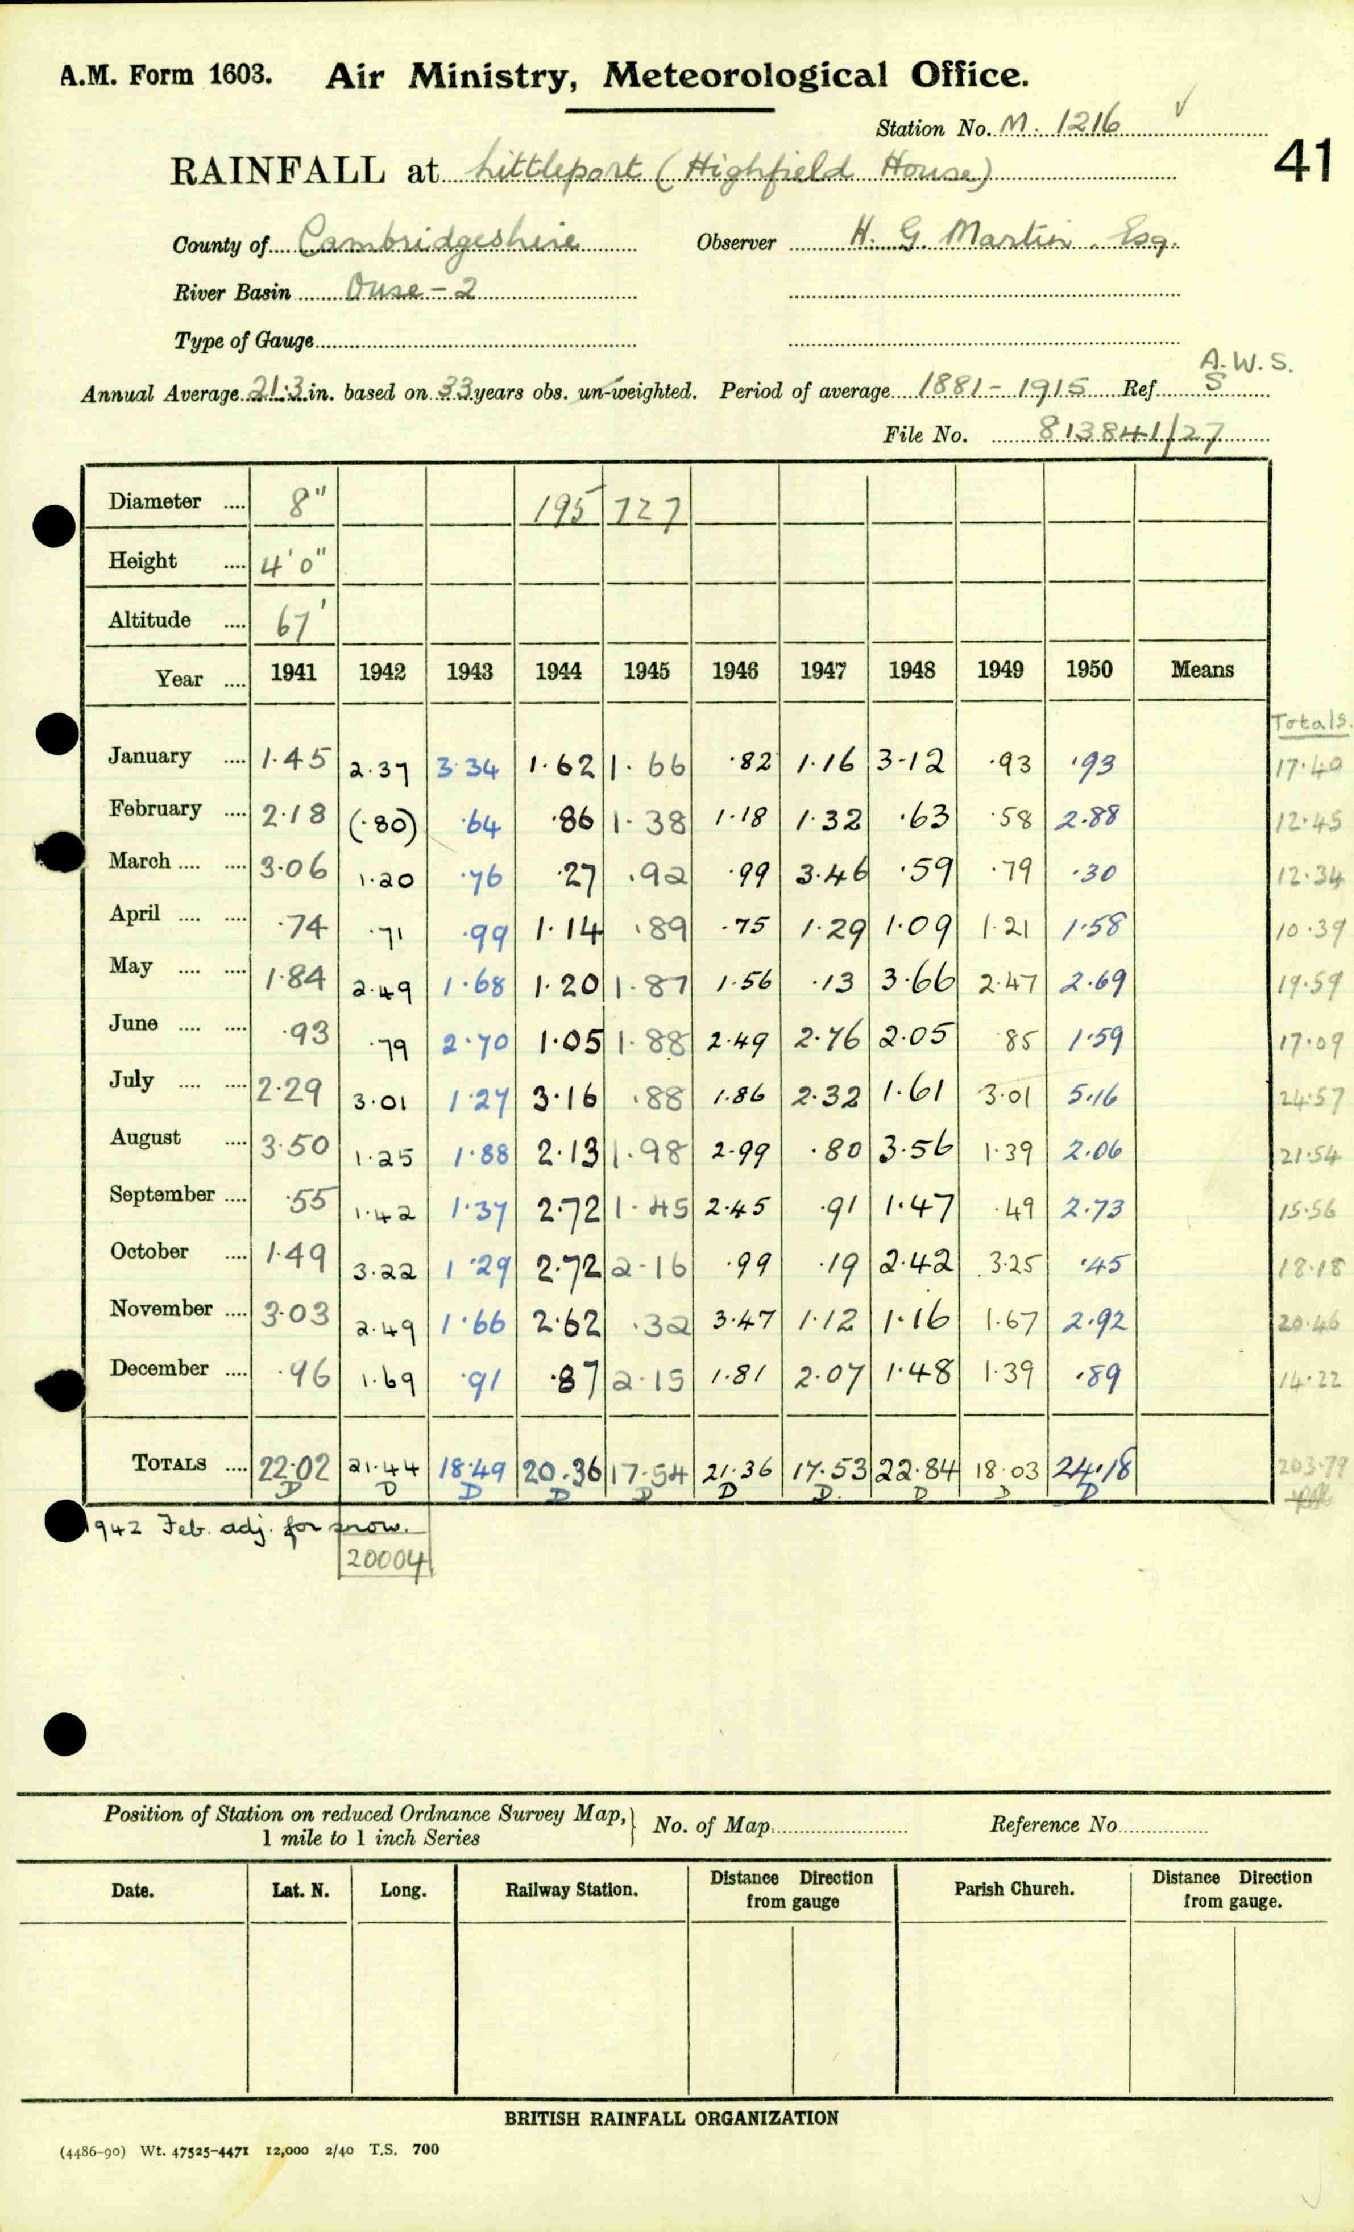 A.M. Form 1603. Air Ministry, Meteorological Office.
Station No. M. 1216 ✓
41
RAINFALL at Littleport (Highfield House)
County of Cambridgeshire Observer H. G. Martin Esq.
River Basin Ouse-2
Type of Gauge
A.W.S.
Annual Average 21.3 in. based on 33 years obs. un-weighted. Period of average 1881-1915 Ref S
File No. 813841/27
Diameter .... 8" 195 727
Height .... 4'0"
Altitude .... 67'
Year .... 1941 1942 1943 1944 1945 1946 1947 1948 1949 1950 Means
Totals.
January .... 1.45 2.37 3.34 1.62 1.66 .82 1.16 3.12 .93 .93 17.40
February .... 2.18 (.80) .64 .86 1.38 1.18 1.32 .63 .58 2.88 12.45
March .... .... 3.06 1.20 .76 .27 .92 .99 3.46 .59 .79 .30 12.34
April .... .... .74 .71 .99 1.14 .89 .75 1.29 1.09 1.21 1.58 10.39
May .... .... 1.84 2.49 1.68 1.20 1.87 1.56 .13 3.66 2.47 2.69 19.59
June .... .... .93 .79 2.70 1.05 1.88 2.49 2.76 2.05 .85 1.59 17.09
July .... .... 2.29 3.01 1.27 3.16 .88 1.86 2.32 1.61 3.01 5.16 24.57
August .... 3.50 1.25 1.88 2.13 1.98 2.99 .80 3.56 1.39 2.06 21.54
September .... .55 1.42 1.37 2.72 1.45 2.45 .91 1.47 .49 2.73 15.56
October .... 1.49 3.22 1.29 2.72 2.16 .99 .19 2.42 3.25 .45 18.18
November .... 3.03 2.49 1.66 2.62 .32 3.47 1.12 1.16 1.67 2.92 20.46
December .... .96 1.69 .91 .87 2.15 1.81 2.07 1.48 1.39 .89 14.22
TOTALS .... 22.02 21.44 18.49 20.36 17.54 21.36 17.53 22.84 18.03 24.18 203.79
D D D D D D D. D D D
1942 Feb. adj. for snow.
20004
Position of Station on reduced Ordnance Survey Map, 1 mile to 1 inch Series } No. of Map Reference No.
Date. Lat. N. Long. Railway Station. Distance Direction from gauge Parish Church. Distance Direction from gauge.
BRITISH RAINFALL ORGANIZATION
(4486-90) Wt. 47525-4471 12,000 2/40 T.S. 700